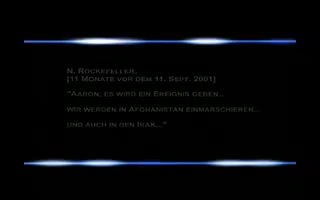 N. Rockefeller:
[11 Monate vor dem 11. Sept. 2001]
"Aaron, es wird ein Ereignis geben...
wir werden in Afghanistan einmarschieren...
und auch in den Irak..."